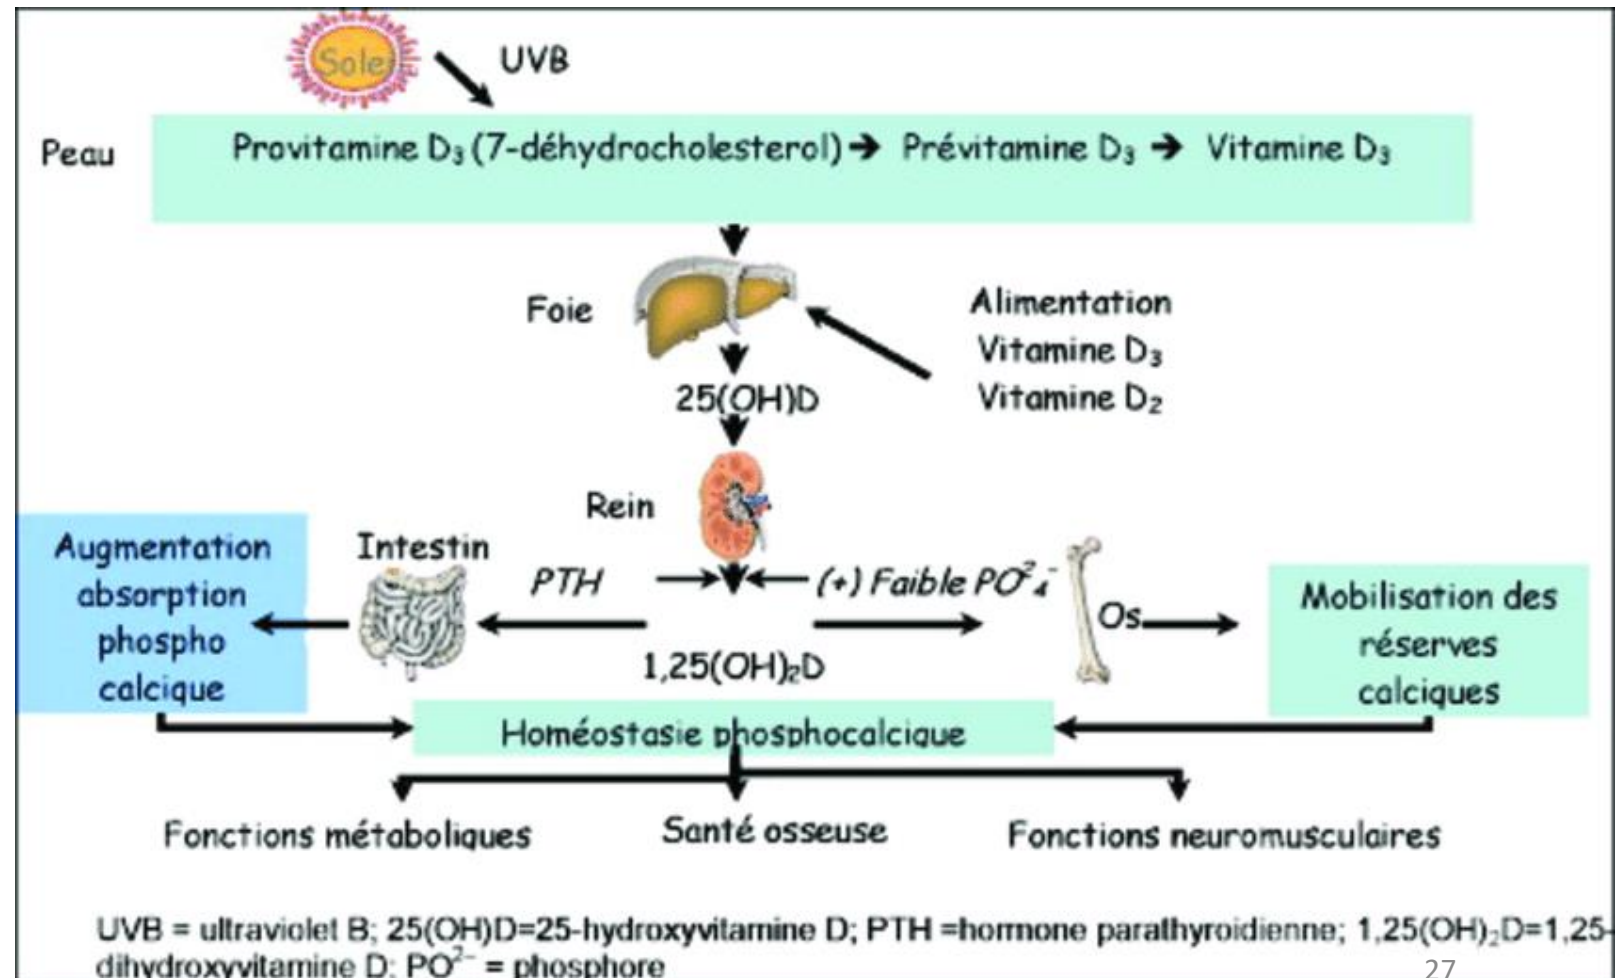 Soleil
UVB
Peau
Provitamine D₃ (7-déhydrocholesterol) → Prévitamine D₃ → Vitamine D₃
Foie
Alimentation
Vitamine D₃
Vitamine D₂
25(OH)D
Rein
Augmentation
absorption
phospho
calcique
Intestin
PTH
(+) Faible PO²⁻₄
Os
Mobilisation des
réserves
calciques
1,25(OH)₂D
Homéostasie phosphocalcique
Fonctions métaboliques
Santé osseuse
Fonctions neuromusculaires
UVB = ultraviolet B; 25(OH)D=25-hydroxyvitamine D; PTH =hormone parathyroidienne; 1,25(OH)₂D=1,25-
dihydroxyvitamine D; PO²⁻ = phosphore
27